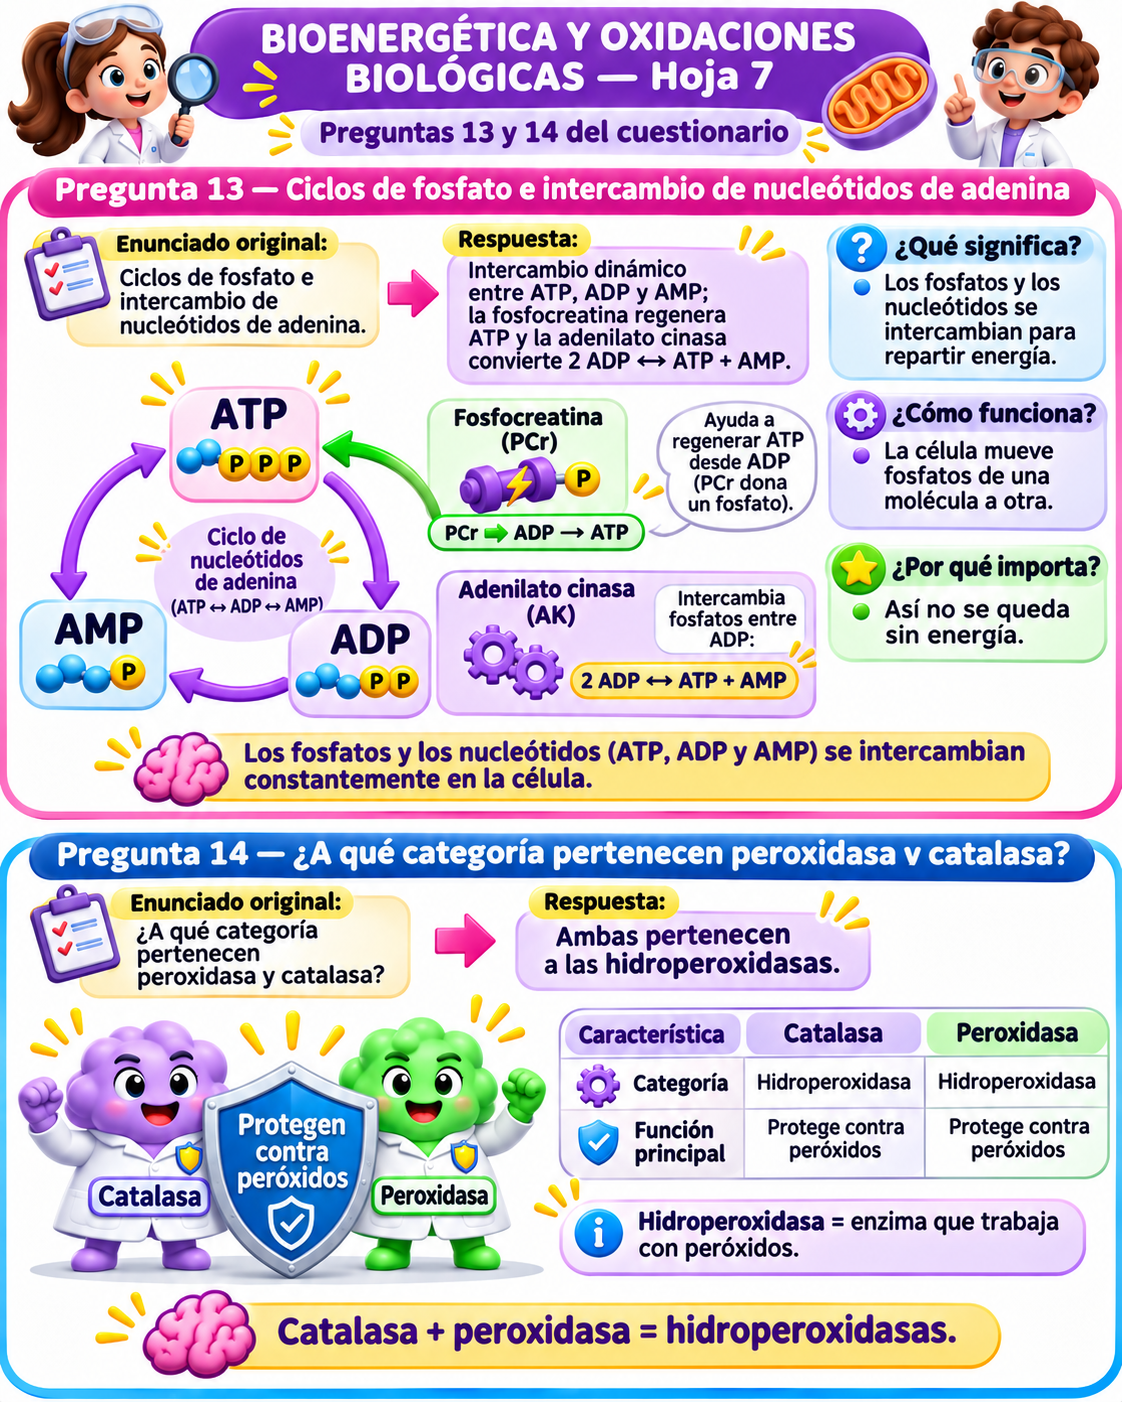 BIOENERGÉTICA Y OXIDACIONES
BIOLÓGICAS — Hoja 7
Preguntas 13 y 14 del cuestionario
Pregunta 13 — Ciclos de fosfato e intercambio de nucleótidos de adenina
Enunciado original:
Ciclos de fosfato e
intercambio de
nucleótidos de adenina.
Respuesta:
Intercambio dinámico
entre ATP, ADP y AMP;
la fosfocreatina regenera
ATP y la adenilato cinasa
convierte 2 ADP ↔ ATP + AMP.
¿Qué significa?
Los fosfatos y los
nucleótidos se
intercambian para
repartir energía.
¿Cómo funciona?
La célula mueve
fosfatos de una
molécula a otra.
¿Por qué importa?
Así no se queda
sin energía.
ATP
P P P
Ciclo de
nucleótidos
de adenina
(ATP ↔ ADP ↔ AMP)
AMP
P
ADP
P P
Fosfocreatina
(PCr)
P
PCr → ADP → ATP
Ayuda a
regenerar ATP
desde ADP
(PCr dona
un fosfato).
Adenilato cinasa
(AK)
Intercambia
fosfatos entre
ADP:
2 ADP ↔ ATP + AMP
Los fosfatos y los nucleótidos (ATP, ADP y AMP) se intercambian
constantemente en la célula.
Pregunta 14 — ¿A qué categoría pertenecen peroxidasa y catalasa?
Enunciado original:
¿A qué categoría
pertenecen
peroxidasa y catalasa?
Respuesta:
Ambas pertenecen
a las hidroperoxidasas.
Protegen
contra
peróxidos
Catalasa
Peroxidasa
Característica Catalasa Peroxidasa
Categoría Hidroperoxidasa Hidroperoxidasa
Función
principal
Protege contra
peróxidos
Protege contra
peróxidos
Hidroperoxidasa = enzima que trabaja
con peróxidos.
Catalasa + peroxidasa = hidroperoxidasas.